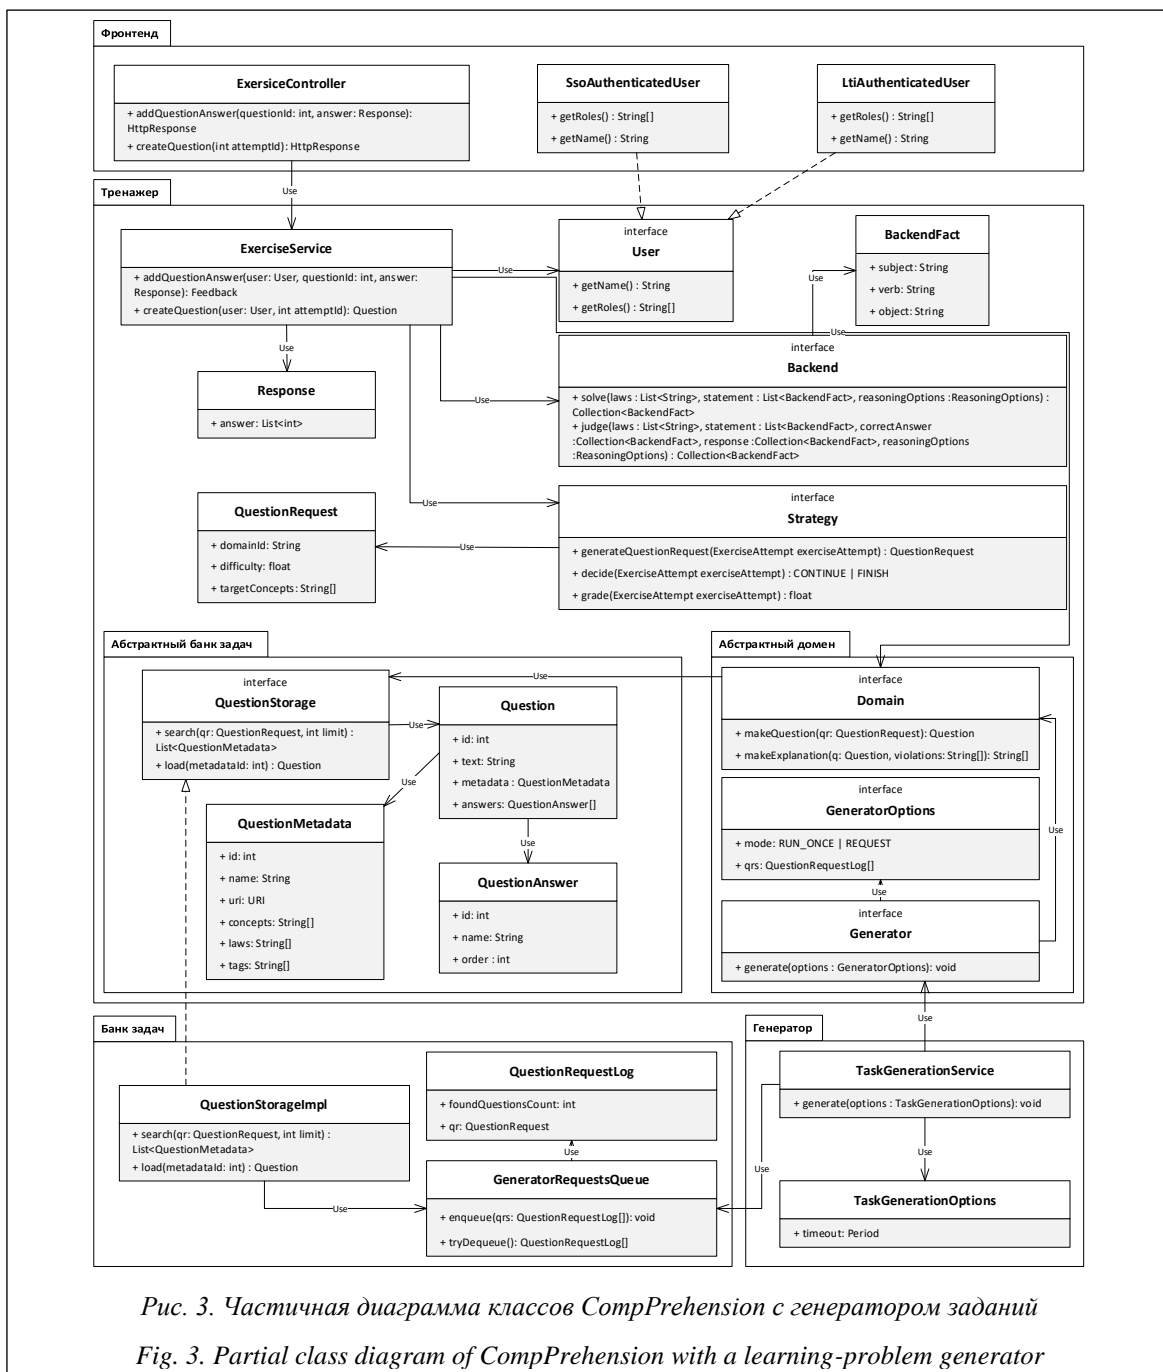 Фронтенд
ExersiceController
+ addQuestionAnswer(questionId: int, answer: Response):
HttpResponse
+ createQuestion(int attemptId): HttpResponse
SsoAuthenticatedUser
+ getRoles() : String[]
+ getName() : String
LtiAuthenticatedUser
+ getRoles() : String[]
+ getName() : String
Use
Тренажер
ExerciseService
+ addQuestionAnswer(user: User, questionId: int, answer:
Response): Feedback
+ createQuestion(user: User, int attemptId): Question
Use
interface
User
+ getName() : String
+ getRoles() : String[]
BackendFact
+ subject: String
+ verb: String
+ object: String
Use
Use
Use
Response
+ answer: List<int>
Use
interface
Backend
+ solve(laws : List<String>, statement : List<BackendFact>, reasoningOptions :ReasoningOptions) :
Collection<BackendFact>
+ judge(laws : List<String>, statement : List<BackendFact>, correctAnswer
:Collection<BackendFact>, response :Collection<BackendFact>, reasoningOptions
:ReasoningOptions) : Collection<BackendFact>
Use
QuestionRequest
+ domainId: String
+ difficulty: float
+ targetConcepts: String[]
Use
interface
Strategy
+ generateQuestionRequest(ExerciseAttempt exerciseAttempt) : QuestionRequest
+ decide(ExerciseAttempt exerciseAttempt) : CONTINUE | FINISH
+ grade(ExerciseAttempt exerciseAttempt) : float
Абстрактный банк задач
interface
QuestionStorage
+ search(qr: QuestionRequest, int limit) :
List<QuestionMetadata>
+ load(metadataId: int) : Question
Use
Question
+ id: int
+ text: String
+ metadata : QuestionMetadata
+ answers: QuestionAnswer[]
Use
Use
QuestionMetadata
+ id: int
+ name: String
+ uri: URI
+ concepts: String[]
+ laws: String[]
+ tags: String[]
Use
QuestionAnswer
+ id: int
+ name: String
+ order : int
Абстрактный домен
interface
Domain
+ makeQuestion(qr: QuestionRequest): Question
+ makeExplanation(q: Question, violations: String[]): String[]
interface
GeneratorOptions
+ mode: RUN_ONCE | REQUEST
+ qrs: QuestionRequestLog[]
Use
Use
interface
Generator
+ generate(options : GeneratorOptions): void
Use
Банк задач
QuestionStorageImpl
+ search(qr: QuestionRequest, int limit) :
List<QuestionMetadata>
+ load(metadataId: int) : Question
Use
QuestionRequestLog
+ foundQuestionsCount: int
+ qr: QuestionRequest
Use
GeneratorRequestsQueue
+ enqueue(qrs: QuestionRequestLog[]): void
+ tryDequeue(): QuestionRequestLog[]
Use
Генератор
TaskGenerationService
+ generate(options : TaskGenerationOptions): void
Use
TaskGenerationOptions
+ timeout: Period
Рис. 3. Частичная диаграмма классов CompPrehension с генератором заданий
Fig. 3. Partial class diagram of CompPrehension with a learning-problem generator